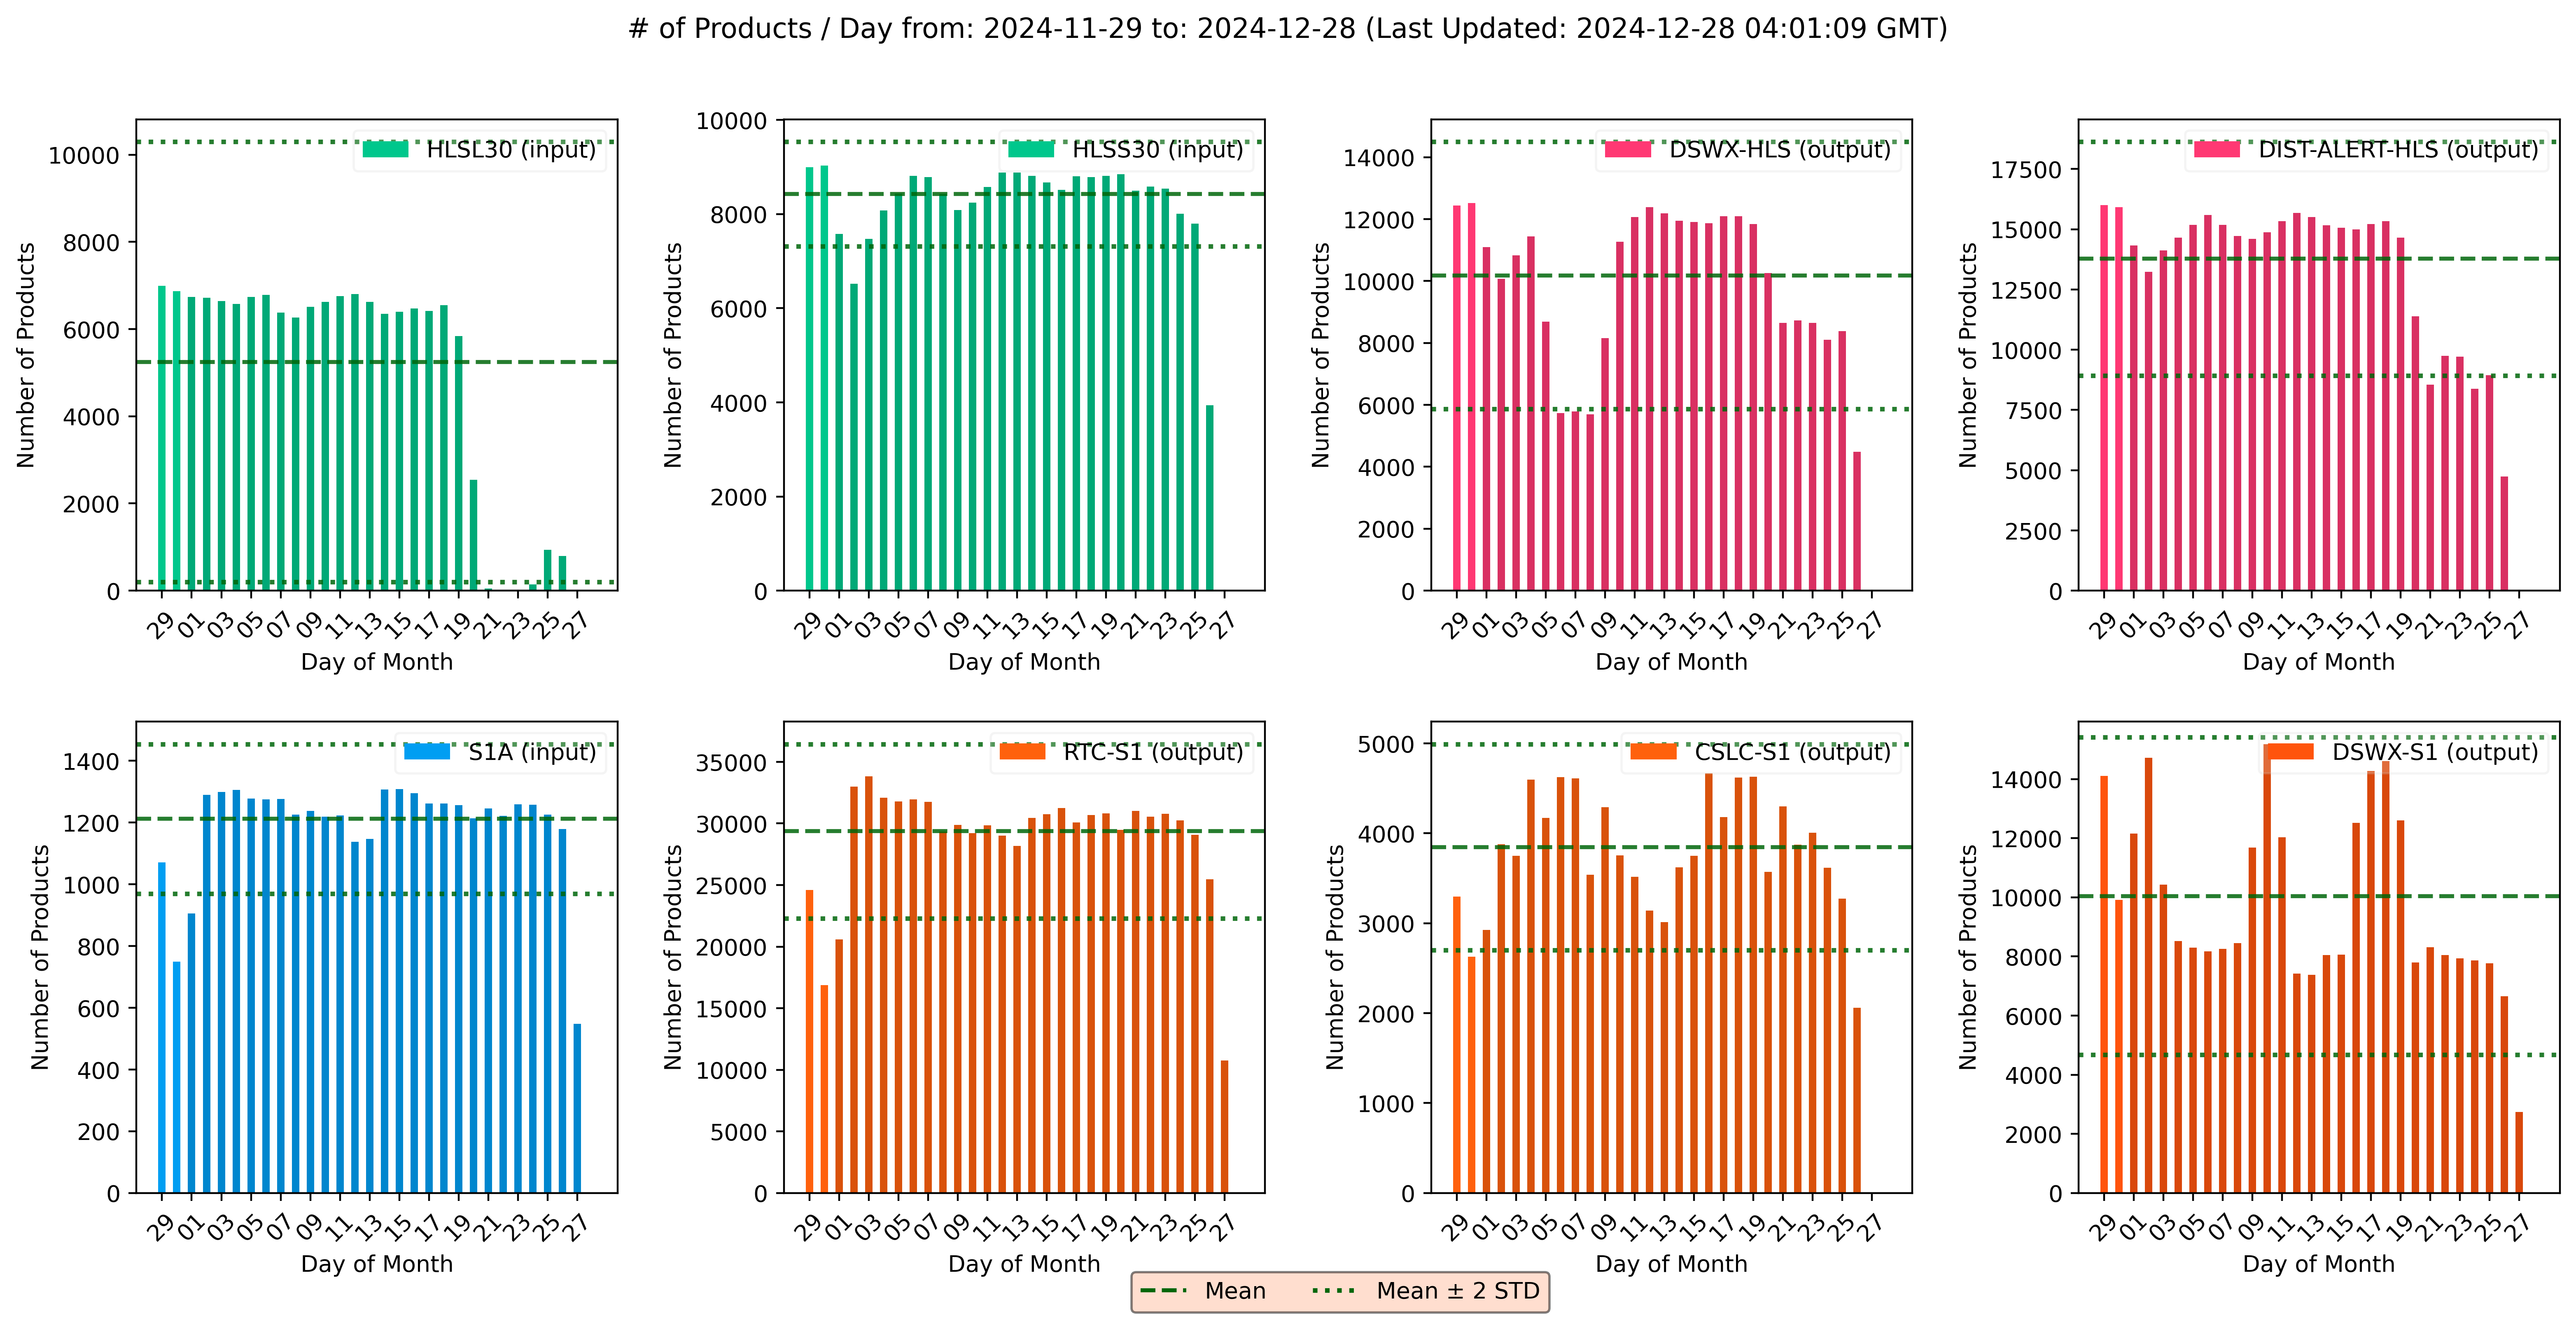 # of Products / Day from: 2024-11-29 to: 2024-12-28 (Last Updated: 2024-12-28 04:01:09 GMT)
HLSL30 (input)
Number of Products
10000
8000
6000
4000
2000
0
29 01 03 05 07 09 11 13 15 17 19 21 23 25 27
Day of Month
HLSS30 (input)
Number of Products
10000
8000
6000
4000
2000
0
29 01 03 05 07 09 11 13 15 17 19 21 23 25 27
Day of Month
DSWX-HLS (output)
Number of Products
14000
12000
10000
8000
6000
4000
2000
0
29 01 03 05 07 09 11 13 15 17 19 21 23 25 27
Day of Month
DIST-ALERT-HLS (output)
Number of Products
17500
15000
12500
10000
7500
5000
2500
0
29 01 03 05 07 09 11 13 15 17 19 21 23 25 27
Day of Month
S1A (input)
Number of Products
1400
1200
1000
800
600
400
200
0
29 01 03 05 07 09 11 13 15 17 19 21 23 25 27
Day of Month
RTC-S1 (output)
Number of Products
35000
30000
25000
20000
15000
10000
5000
0
29 01 03 05 07 09 11 13 15 17 19 21 23 25 27
Day of Month
CSLC-S1 (output)
Number of Products
5000
4000
3000
2000
1000
0
29 01 03 05 07 09 11 13 15 17 19 21 23 25 27
Day of Month
DSWX-S1 (output)
Number of Products
14000
12000
10000
8000
6000
4000
2000
0
29 01 03 05 07 09 11 13 15 17 19 21 23 25 27
Day of Month
Mean
Mean ± 2 STD